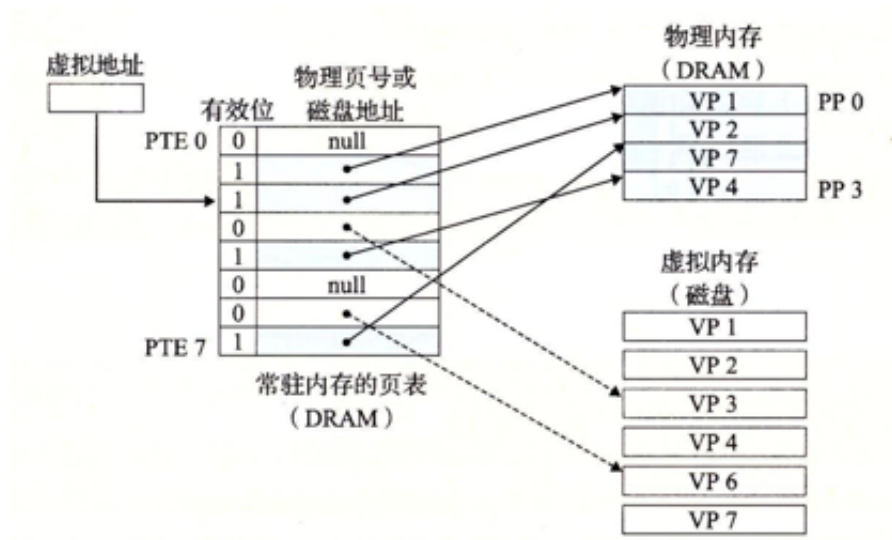 虚拟地址
有效位
物理页号或
磁盘地址
PTE 0
0
null
1
1
0
1
0
null
0
PTE 7
1
常驻内存的页表
（DRAM）
物理内存
（DRAM）
VP 1
PP 0
VP 2
VP 7
VP 4
PP 3
虚拟内存
（磁盘）
VP 1
VP 2
VP 3
VP 4
VP 6
VP 7